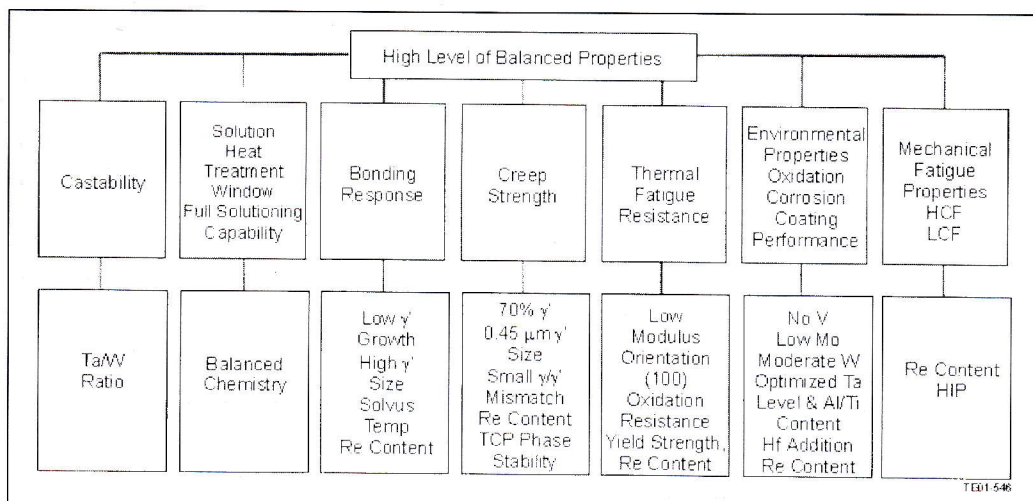 High Level of Balanced Properties
Castability
Solution
Heat
Treatment
Window
Full Solutioning
Capability
Bonding
Response
Creep
Strength
Thermal
Fatigue
Resistance
Environmental
Properties
Oxidation
Corrosion
Coating
Performance
Mechanical
Fatigue
Properties
HCF
LCF
Ta/W
Ratio
Balanced
Chemistry
Low γ'
Growth
High γ'
Size
Solvus
Temp
Re Content
70% γ'
0.45 µm γ'
Size
Small γ/γ'
Mismatch
Re Content
TCP Phase
Stability
Low
Modulus
Orientation
(100)
Oxidation
Resistance
Yield Strength,
Re Content
No V
Low Mo
Moderate W
Optimized Ta
Level & Al/Ti
Content
Hf Addition
Re Content
Re Content
HIP
TE01-546